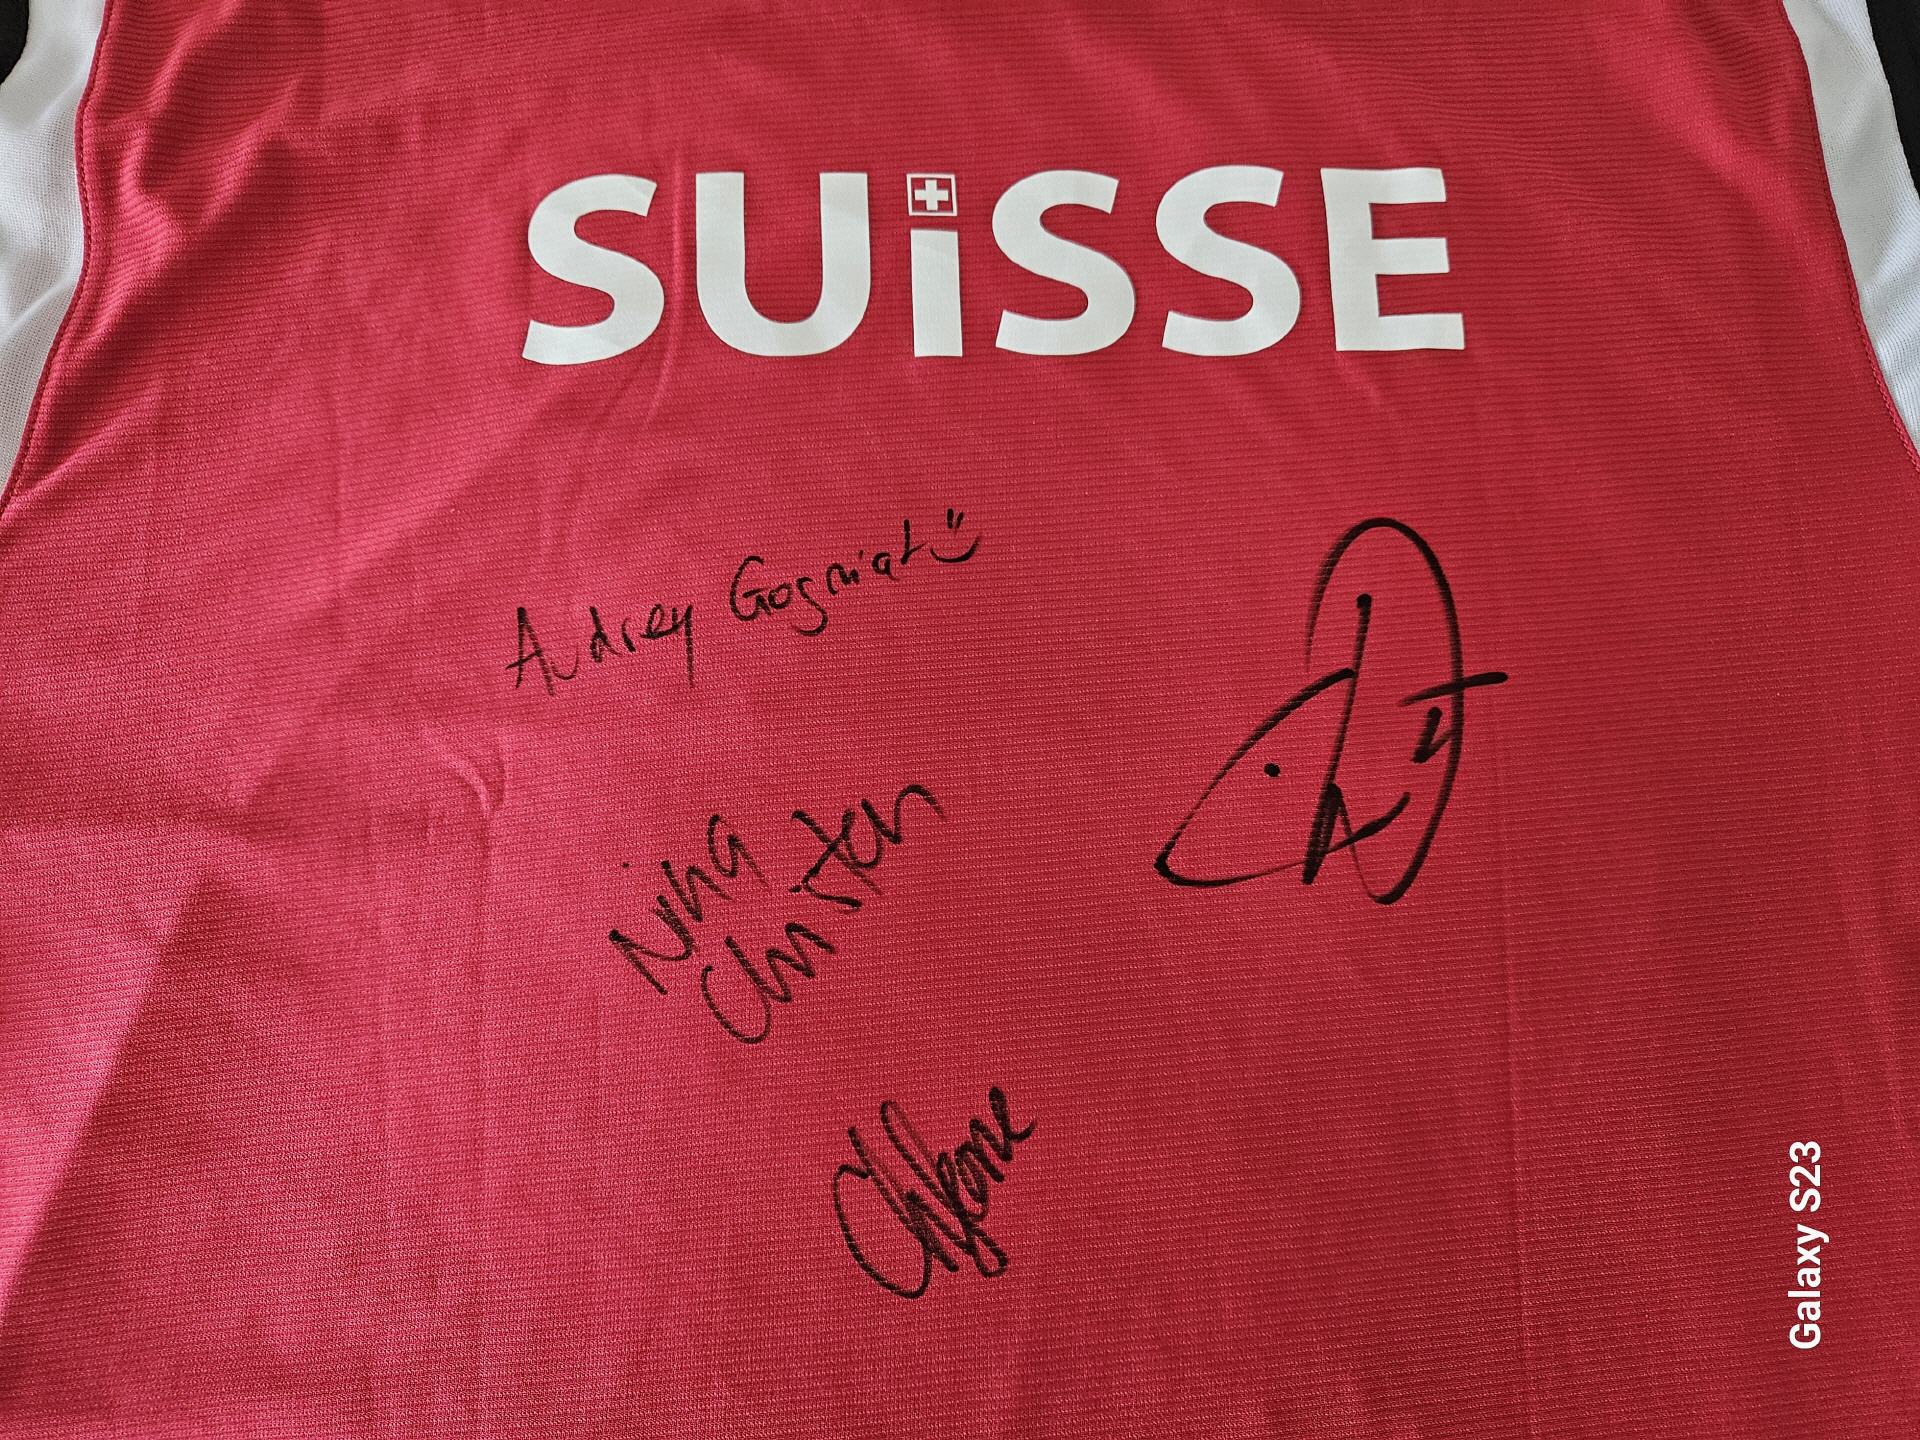 SUiSSE
Audrey Gogniat
Nina
Christen
Galaxy S23